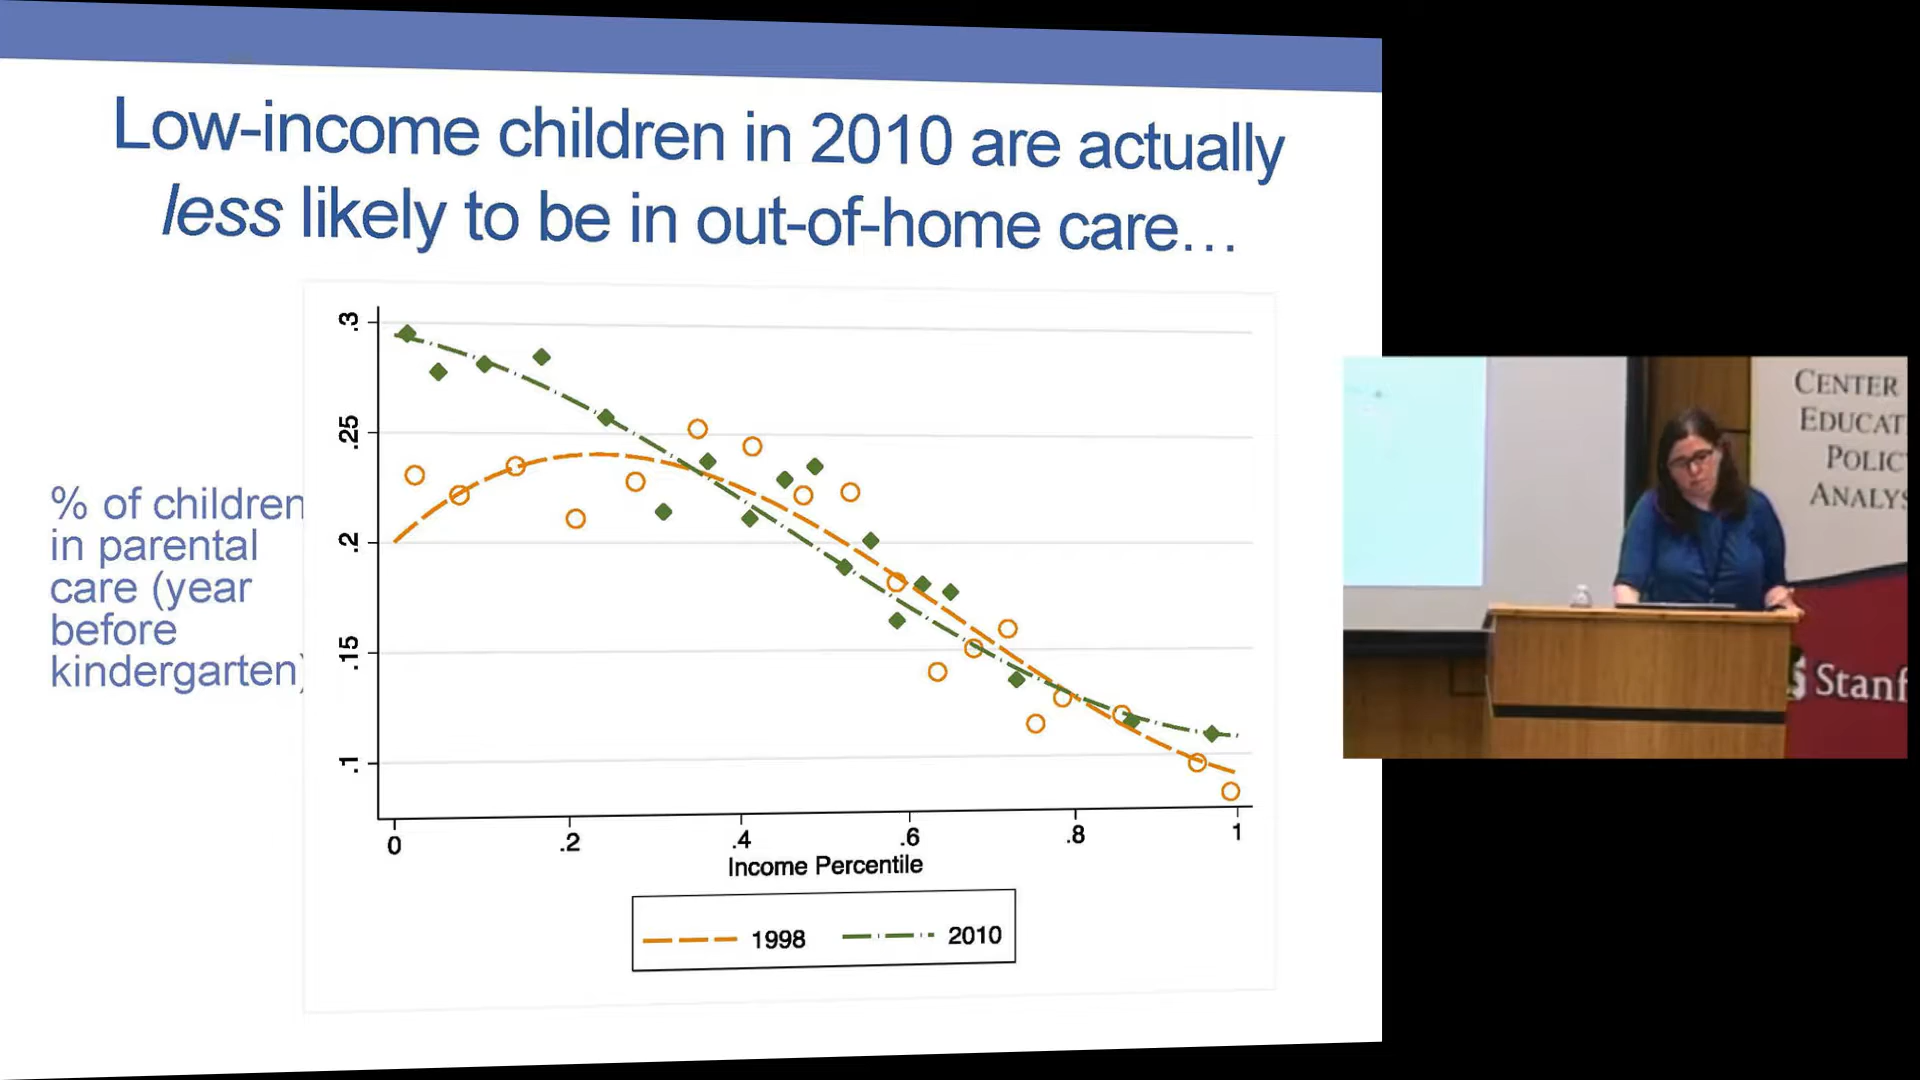 Low-income children in 2010 are actually
less likely to be in out-of-home care…
% of children
in parental
care (year
before
kindergarten)
.3
.25
.2
.15
.1
0 .2 .4 .6 .8 1
Income Percentile
1998 2010
CENTER
EDUCAT
POLIC
ANALYS
Stanf